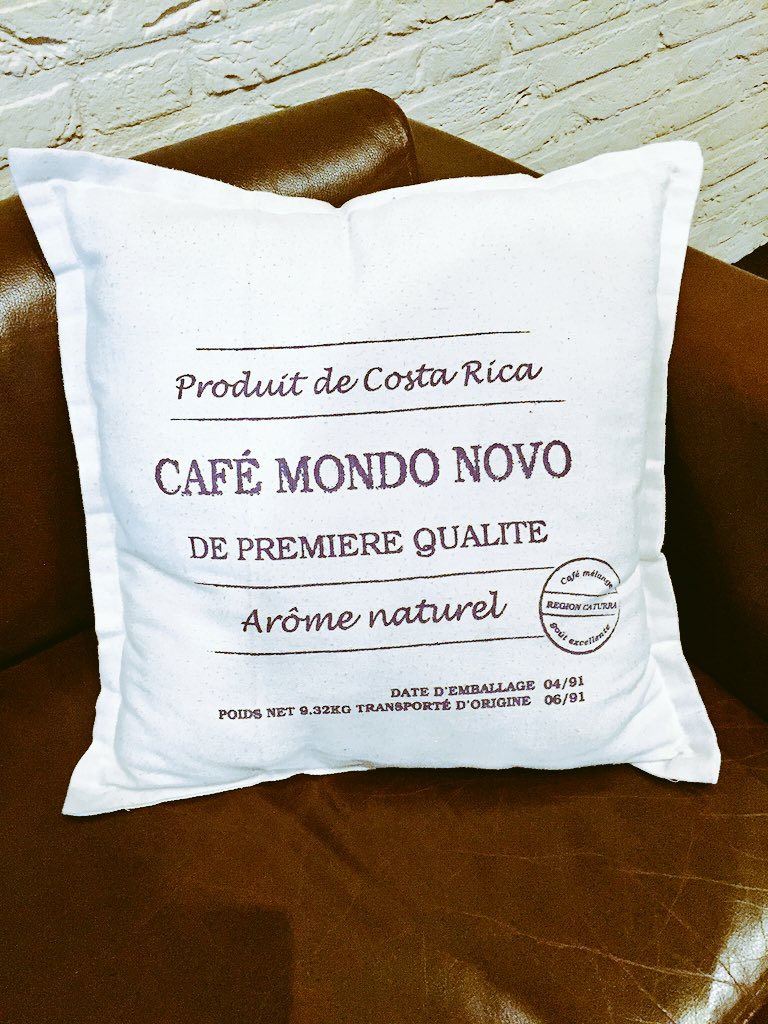 Produit de Costa Rica
CAFÉ MONDO NOVO
DE PREMIERE QUALITE
Arôme naturel
Café mélange
REGION CATURRA
Goût excellente
DATE D'EMBALLAGE 04/91
POIDS NET 9.32KG TRANSPORTÉ D'ORIGINE 06/91